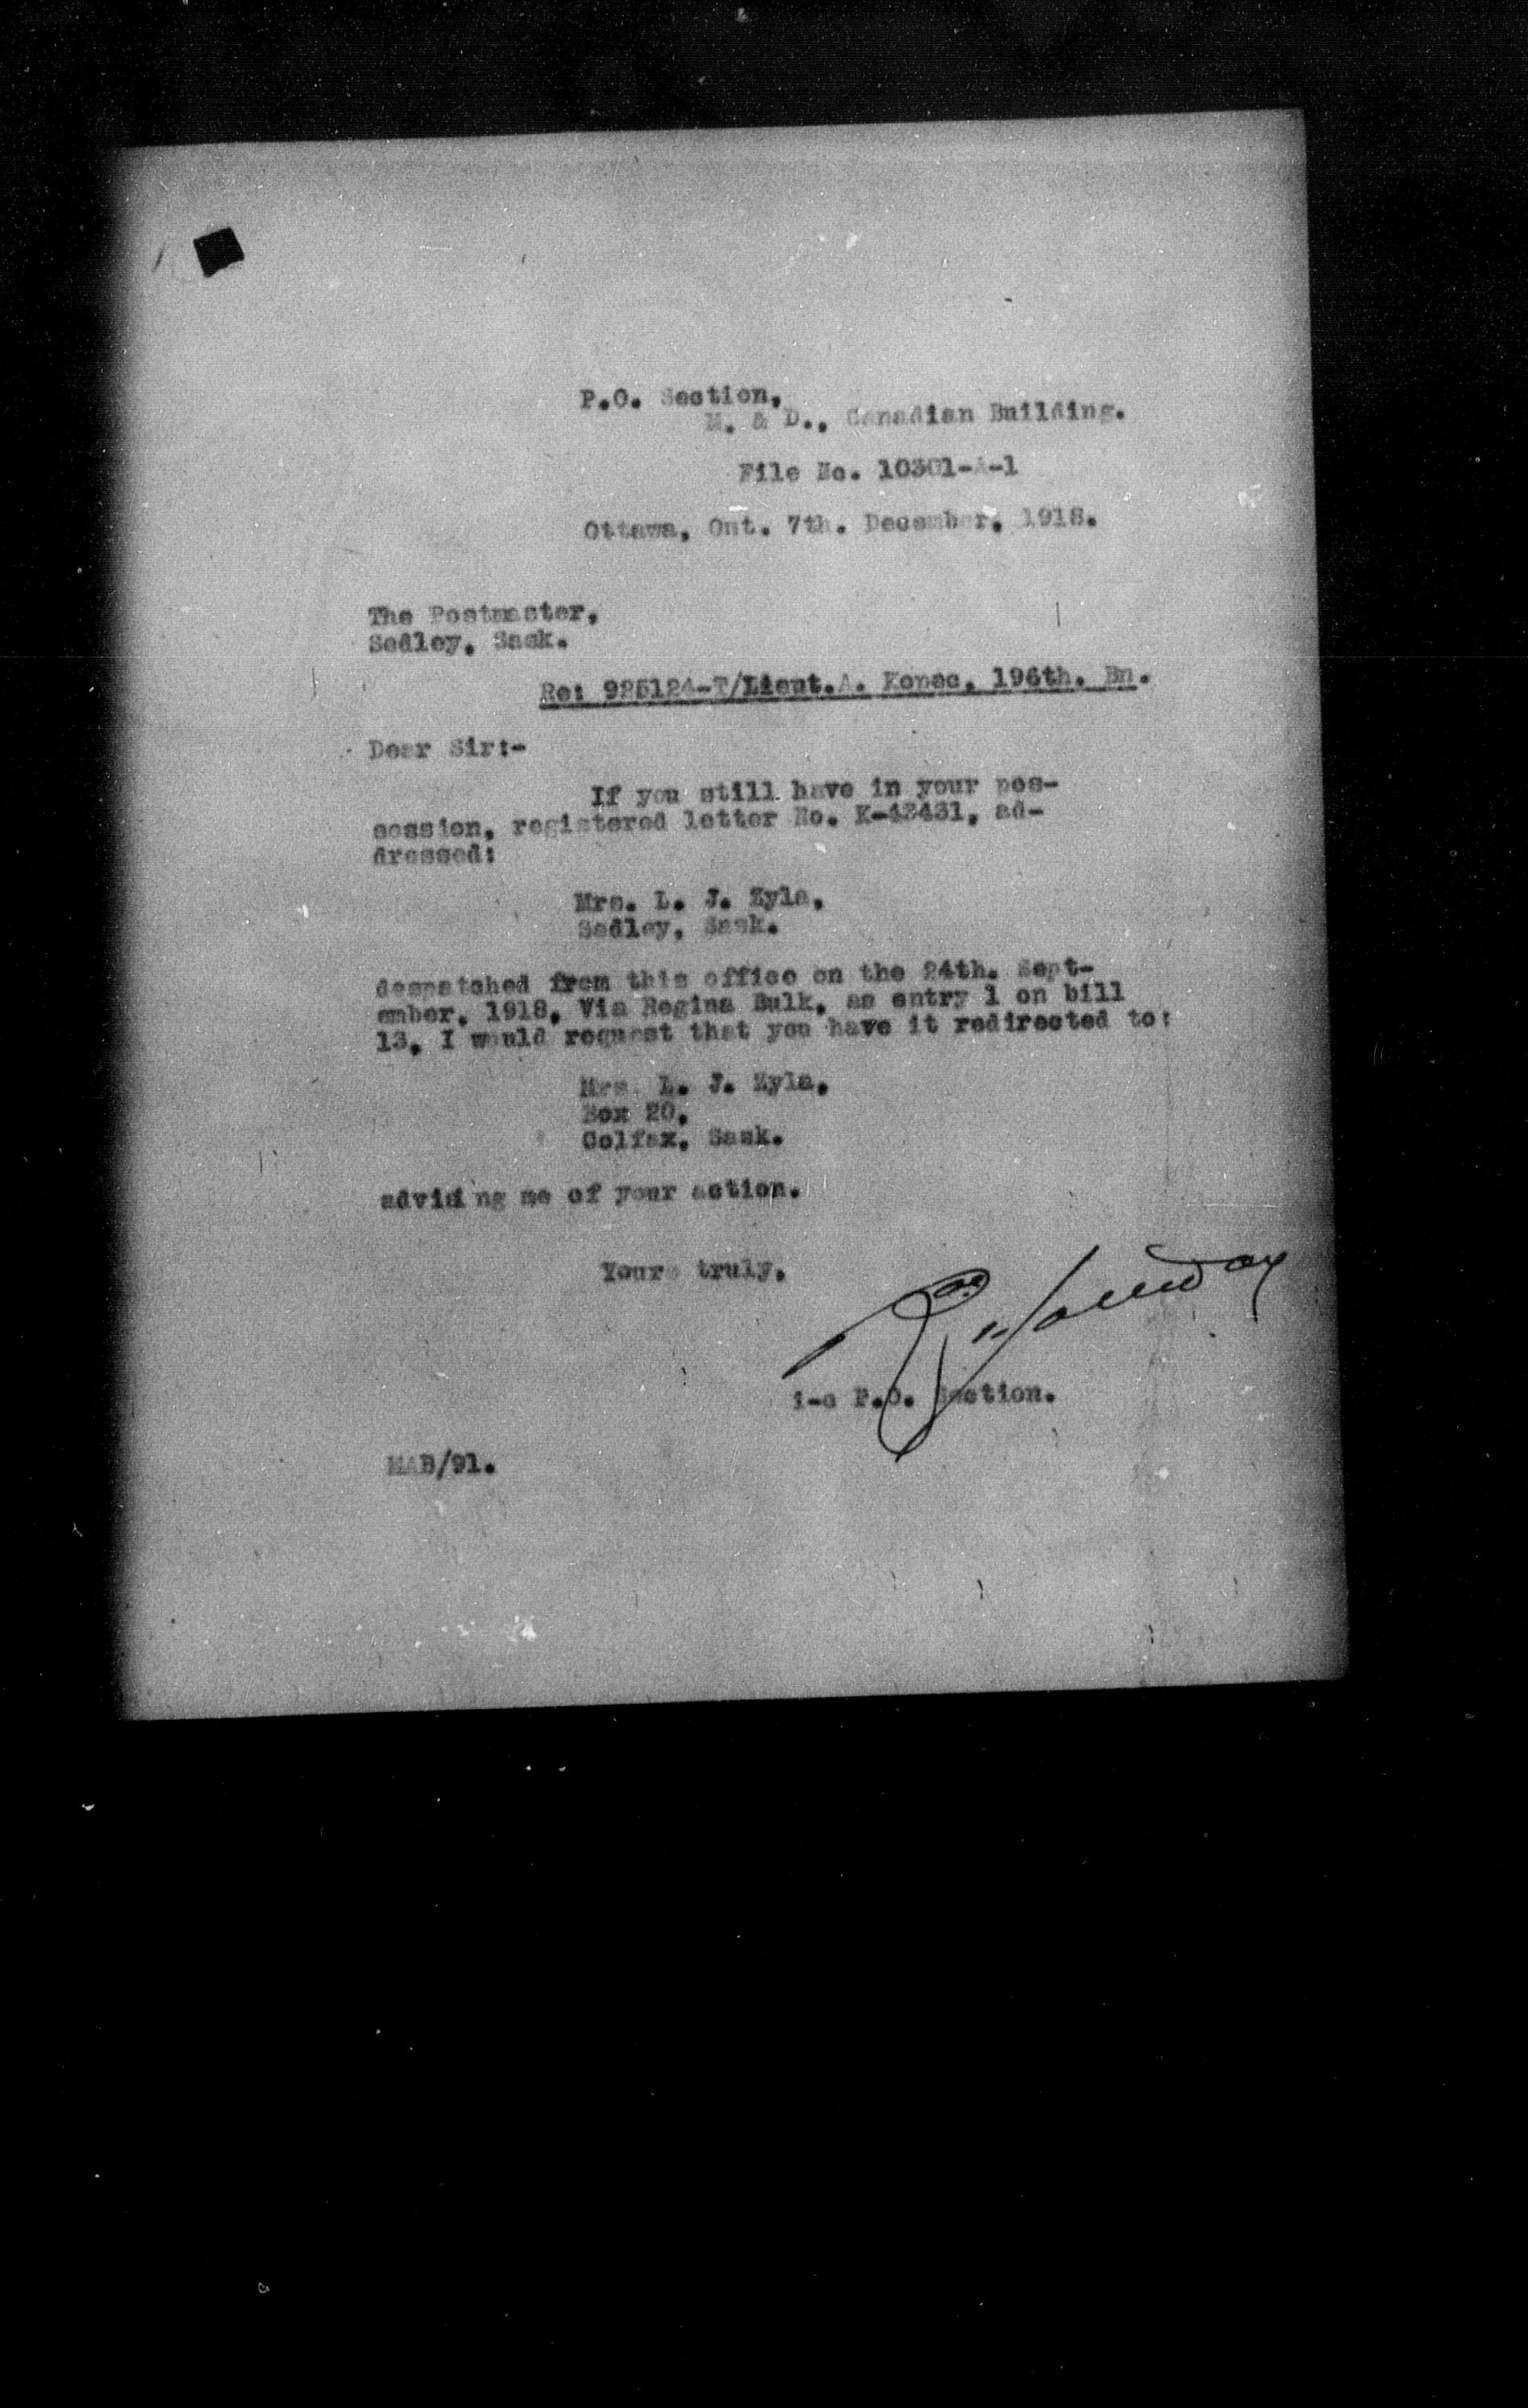 P.O. Section,
M. & D., Canadian Building.
File No. 10301-A-1
Ottawa, Ont. 7th. December, 1918.
The Postmaster,
Sedley, Sask.
Re: 925124-T/Lieut.A. Kopec, 196th. Bn.
Dear Sir:-
If you still have in your pos-
session, registered letter No. K-43431, ad-
dressed:
Mrs. L. J. Zyla,
Sedley, Sask.
despatched from this office on the 24th. Sept-
ember, 1918, Via Regina Bulk, as entry 1 on bill
13, I would request that you have it redirected to:
Mrs. L. J. Zyla,
Box 20,
Colfax, Sask.
advising me of your action.
Yours truly,
i-c P.O. Section.
MAB/91.